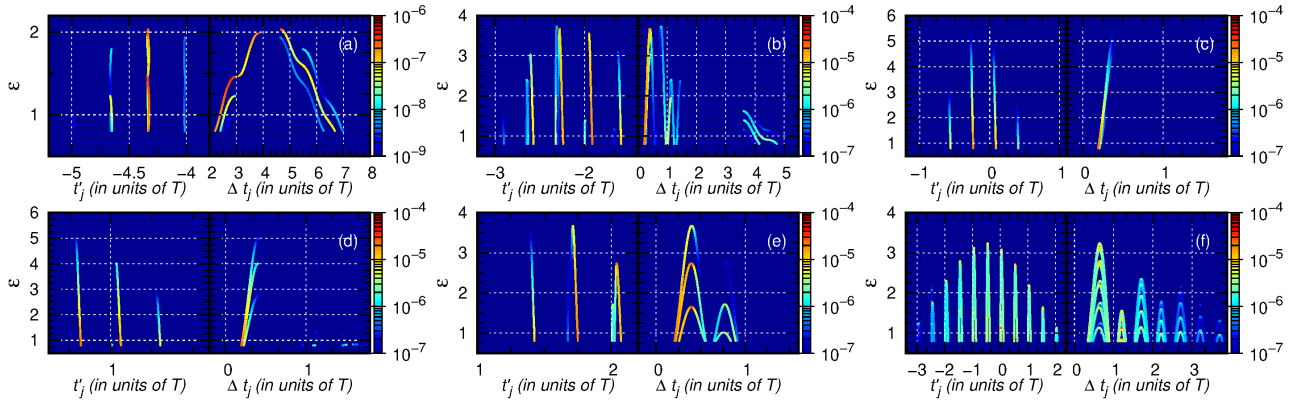 2
1
ε
(a)
-5 -4.5 -4 2 3 4 5 6 7 8
t'j (in units of T) Δ tj (in units of T)
10−6
10−7
10−8
10−9
4
3
2
1
ε
(b)
-3 -2 0 1 2 3 4 5
t'j (in units of T) Δ tj (in units of T)
10−4
10−5
10−6
10−7
6
5
4
3
2
1
ε
(c)
-1 0 1 0 1
t'j (in units of T) Δ tj (in units of T)
10−4
10−5
10−6
10−7
6
5
4
3
2
1
ε
(d)
-1 0 1
t'j (in units of T) Δ tj (in units of T)
10−4
10−5
10−6
10−7
4
3
2
1
ε
(e)
1 2 0 1
t'j (in units of T) Δ tj (in units of T)
10−4
10−5
10−6
10−7
4
3
2
1
ε
(f)
−3 −2 −1 0 1 2 0 1 2 3
t'j (in units of T) Δ tj (in units of T)
10−4
10−5
10−6
10−7